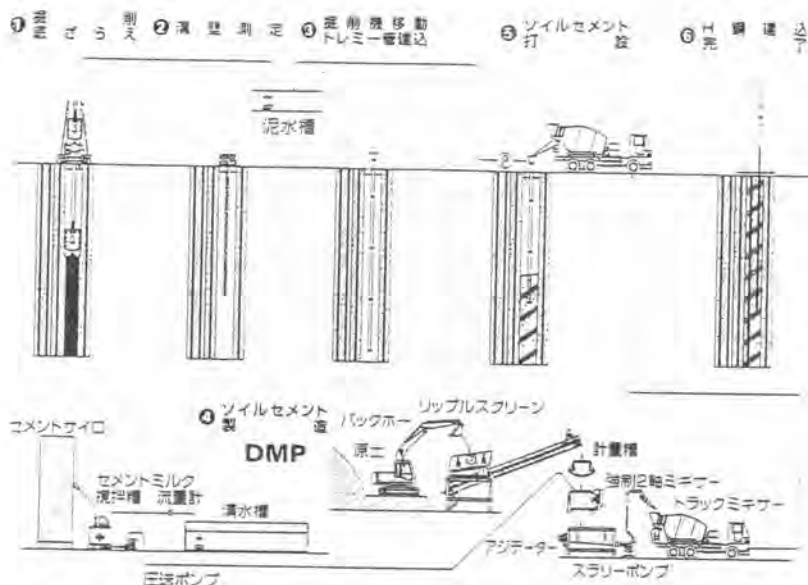 ❶ 掘削
底ざらえ
❷ 溝壁測定
❸ 掘削機移動
トレミー管建込
❺ ソイルセメント
打設
❻ H鋼建込
完了
泥水槽
❹ ソイルセメント
製造
DMP
セメントサイロ
セメントミルク
撹拌槽 流量計
清水槽
圧送ポンプ
バックホー
原土
リップルスクリーン
計量槽
強制2軸ミキサー
トラックミキサー
アジテーター
スラリーポンプ